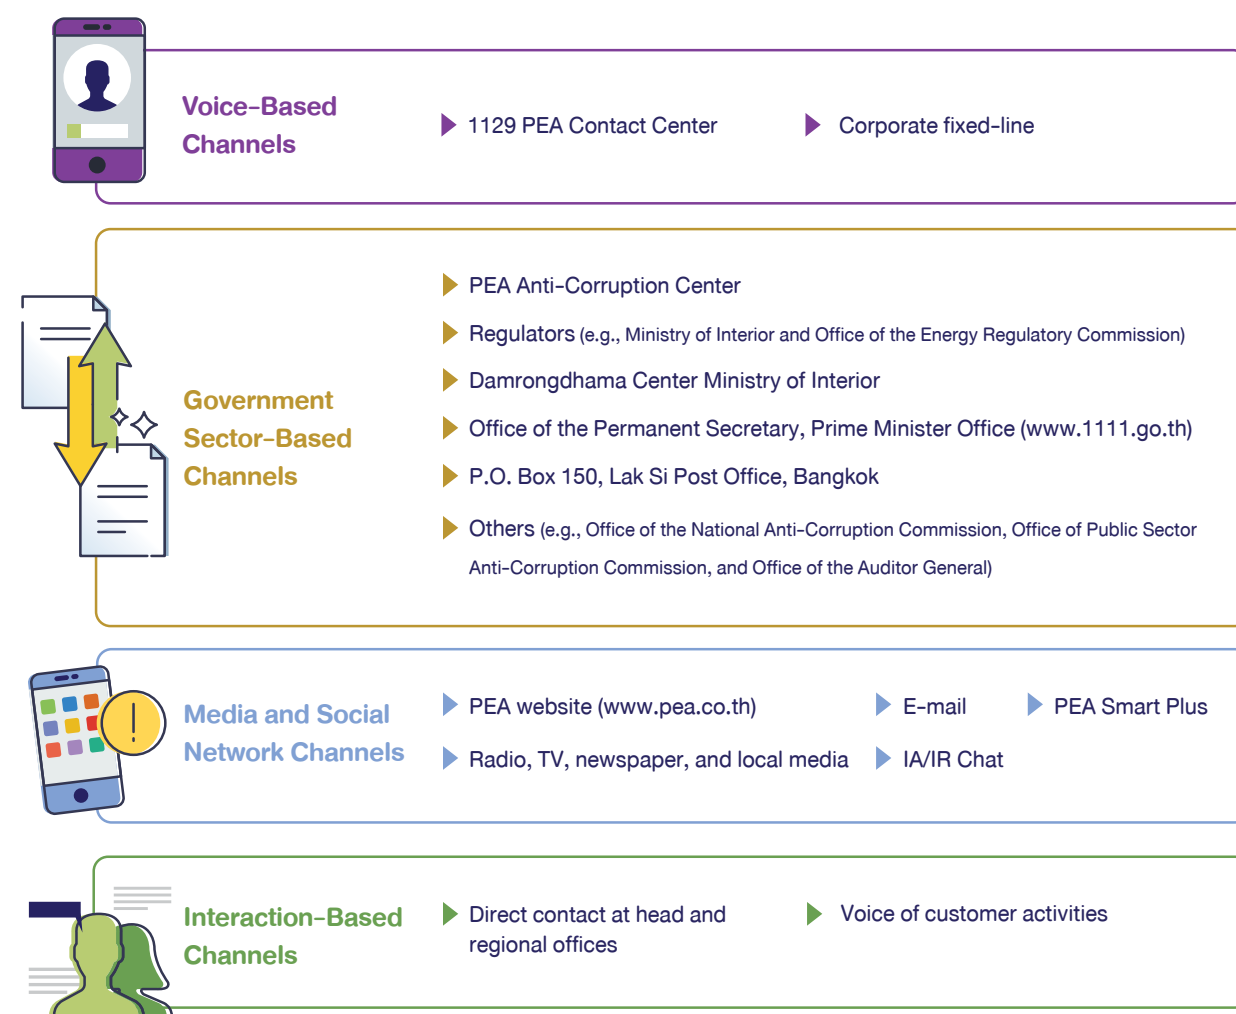 Voice-Based
Channels
1129 PEA Contact Center
Corporate fixed-line
Government
Sector-Based
Channels
PEA Anti-Corruption Center
Regulators (e.g., Ministry of Interior and Office of the Energy Regulatory Commission)
Damrongdhama Center Ministry of Interior
Office of the Permanent Secretary, Prime Minister Office (www.1111.go.th)
P.O. Box 150, Lak Si Post Office, Bangkok
Others (e.g., Office of the National Anti-Corruption Commission, Office of Public Sector
Anti-Corruption Commission, and Office of the Auditor General)
Media and Social
Network Channels
PEA website (www.pea.co.th)
E-mail
PEA Smart Plus
Radio, TV, newspaper, and local media
IA/IR Chat
Interaction-Based
Channels
Direct contact at head and
regional offices
Voice of customer activities